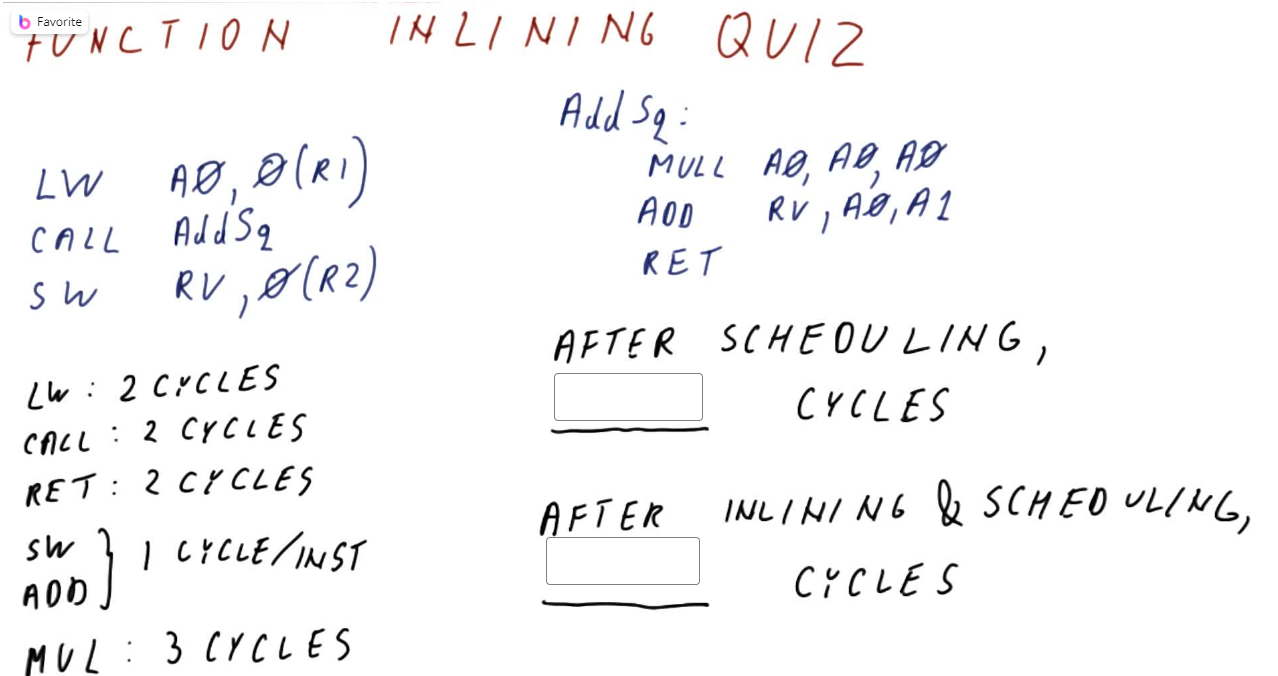 Favorite
FUNCTION INLINING QUIZ
LW A0, 0(R1)
CALL AddSq
SW RV, 0(R2)
AddSq:
MULL A0, A0, A0
ADD RV, A0, A1
RET
LW : 2 CYCLES
CALL : 2 CYCLES
RET : 2 CYCLES
SW
ADD } 1 CYCLE/INST
MUL : 3 CYCLES
AFTER SCHEDULING,
CYCLES
AFTER INLINING & SCHEDULING,
CYCLES